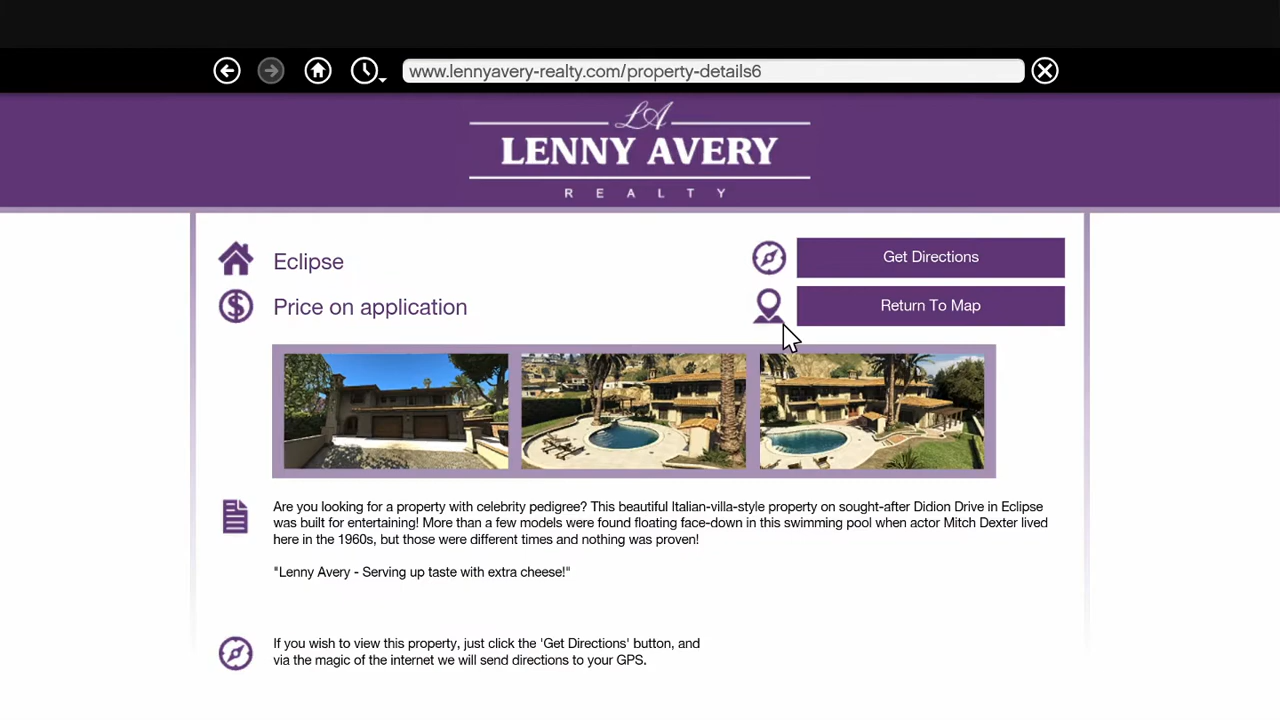 www.lennyavery-realty.com/property-details6
LA
LENNY AVERY
REALTY
Eclipse
Get Directions
Price on application
Return To Map
Are you looking for a property with celebrity pedigree? This beautiful Italian-villa-style property on sought-after Didion Drive in Eclipse
was built for entertaining! More than a few models were found floating face-down in this swimming pool when actor Mitch Dexter lived
here in the 1960s, but those were different times and nothing was proven!
"Lenny Avery - Serving up taste with extra cheese!"
If you wish to view this property, just click the 'Get Directions' button, and
via the magic of the internet we will send directions to your GPS.